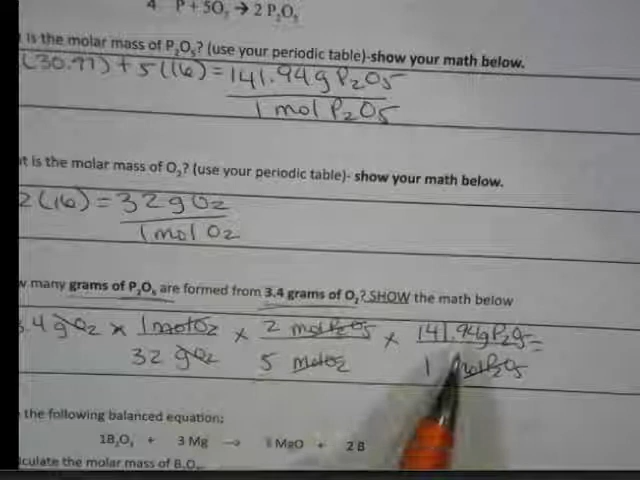 4 P + 5O₂ → 2 P₂O₅
is the molar mass of P₂O₅? (use your periodic table)-show your math below.
(30.97) + 5(16) = 141.94 g P₂O₅
1 mol P₂O₅
t is the molar mass of O₂? (use your periodic table)- show your math below.
2(16) = 32 g O₂
1 mol O₂
w many grams of P₂O₅ are formed from 3.4 grams of O₂? SHOW the math below
.4 g O₂ × 1 mol O₂ × 2 mol P₂O₅ × 141.94 g P₂O₅ =
32 g O₂ 5 mol O₂ 1 mol P₂O₅
the following balanced equation:
1B₂O₃ + 3 Mg → 3 MgO + 2 B
lculate the molar mass of B₂O₃.